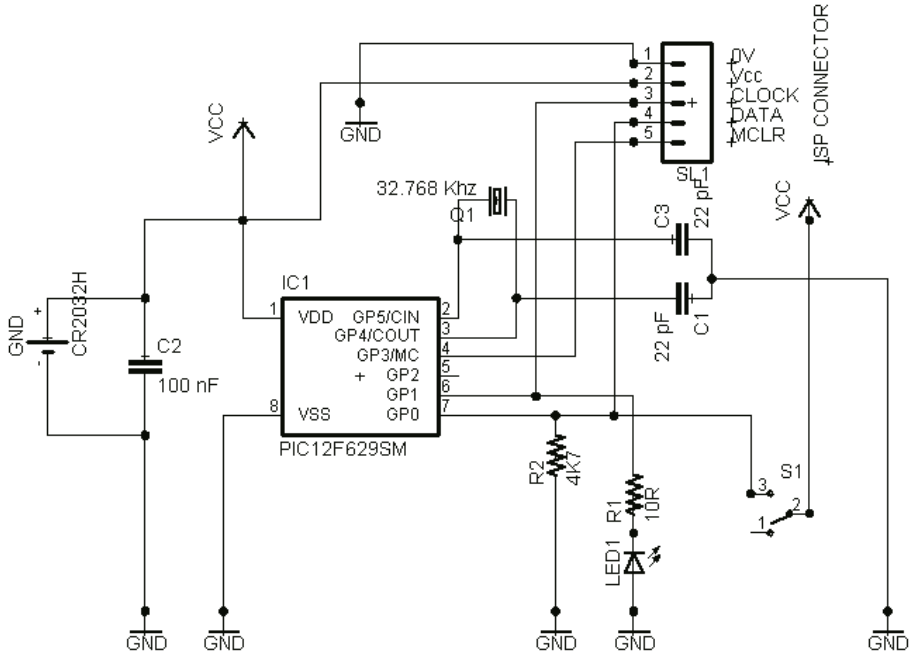 1 0V
2 Vcc
3 CLOCK
4 DATA
5 MCLR
SL1
ISP CONNECTOR
VCC
GND
32.768 Khz
Q1
C3
22 pF
VCC
C1
22 pF
IC1
1 VDD GP5/CIN 2
GP4/COUT 3
GP3/MC 4
+ GP2 5
GP1 6
8 VSS GP0 7
PIC12F629SM
GND
+
-
CR2032H
C2
100 nF
R2
4K7
R1
10R
LED1
S1
3
2
1
GND
GND
GND
GND
GND